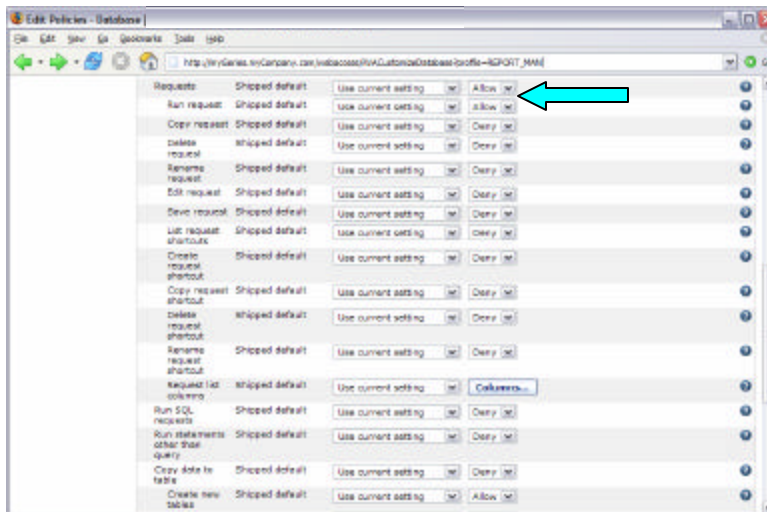 Edit Policies - Database
File Edit View Go Bookmarks Tools Help
http://iSeries.myCompany.com/webaccess/iWACustomizeDatabase?profile=REPORT_MAN
Requests Shipped default Use current setting Allow
Run request Shipped default Use current setting Allow
Copy request Shipped default Use current setting Deny
Delete request Shipped default Use current setting Deny
Rename request Shipped default Use current setting Deny
Edit request Shipped default Use current setting Deny
Save request Shipped default Use current setting Deny
List request shortcuts Shipped default Use current setting Deny
Create request shortcut Shipped default Use current setting Deny
Copy request shortcut Shipped default Use current setting Deny
Delete request shortcut Shipped default Use current setting Deny
Rename request shortcut Shipped default Use current setting Deny
Request list columns Shipped default Use current setting Columns...
Run SQL requests Shipped default Use current setting Deny
Run statements other than query Shipped default Use current setting Deny
Copy data to table Shipped default Use current setting Deny
Create new tables Shipped default Use current setting Allow